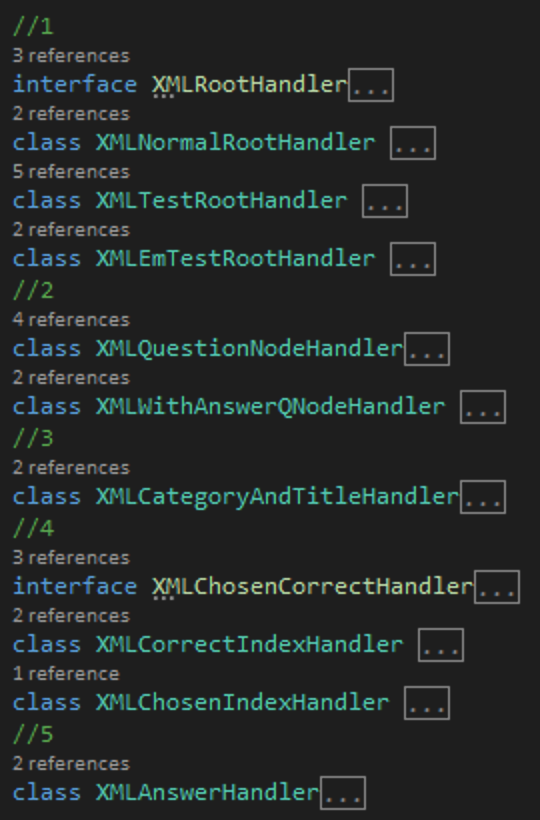 //1
3 references
interface XMLRootHandler...
2 references
class XMLNormalRootHandler ...
5 references
class XMLTestRootHandler ...
2 references
class XMLEmTestRootHandler ...
//2
4 references
class XMLQuestionNodeHandler...
2 references
class XMLWithAnswerQNodeHandler ...
//3
2 references
class XMLCategoryAndTitleHandler...
//4
3 references
interface XMLChosenCorrectHandler...
2 references
class XMLCorrectIndexHandler ...
1 reference
class XMLChosenIndexHandler ...
//5
2 references
class XMLAnswerHandler...